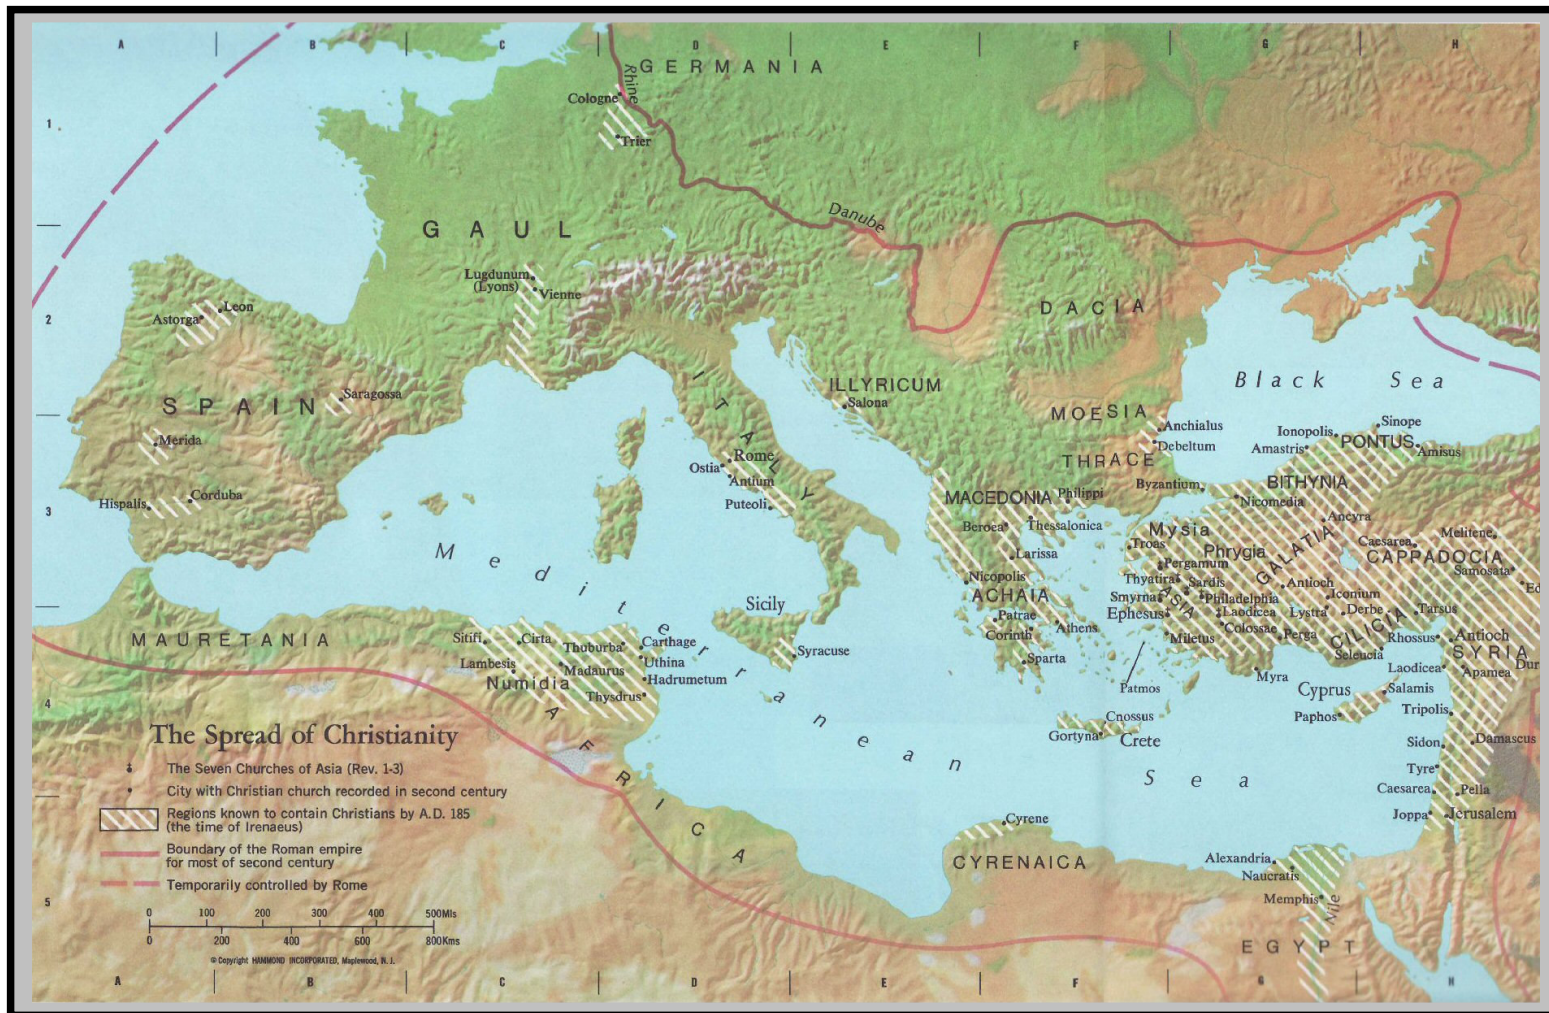 A B C D E F G H
1
2
3
4
5
GERMANIA
Rhine
Cologne
Trier
GAUL
Danube
Lugdunum
(Lyons)
Vienne
DACIA
Leon
Astorga
Saragossa
SPAIN
Merida
Hispalis
Corduba
ITALY
Rome
Ostia
Antium
Puteoli
ILLYRICUM
Salona
MOESIA
Anchialus
Debeltum
THRACE
Byzantium
Black Sea
Sinope
Ionopolis
PONTUS
Amastris
Amisus
BITHYNIA
Nicomedia
MACEDONIA
Philippi
Beroea
Thessalonica
Larissa
Nicopolis
ACHAIA
Patrae
Corinth
Athens
Sparta
Mysia
Troas
Pergamum
Phrygia
Thyatira
Sardis
Smyrna
ASIA
Philadelphia
Ephesus
Laodicea
Colossae
Miletus
Perga
GALATIA
Ancyra
Antioch
Iconium
Lystra
Derbe
Caesarea
Melitene
CAPPADOCIA
Samosata
Ed
Tarsus
CILICIA
Seleucia
Rhossus
Antioch
SYRIA
Laodicea
Apamea
Dur
Myra
Patmos
Cyprus
Salamis
Paphos
Tripolis
Sidon
Damascus
Tyre
Caesarea
Pella
Joppa
Jerusalem
Cnossus
Gortyna
Crete
Mediterranean Sea
Sicily
Syracuse
MAURETANIA
Sitifi
Cirta
Thuburba
Carthage
Uthina
Lambesis
Madaurus
Hadrumetum
Numidia
Thysdrus
AFRICA
Cyrene
CYRENAICA
Alexandria
Naucratis
Memphis
Nile
EGYPT
The Spread of Christianity
The Seven Churches of Asia (Rev. 1-3)
City with Christian church recorded in second century
Regions known to contain Christians by A.D. 185
(the time of Irenaeus)
Boundary of the Roman empire
for most of second century
Temporarily controlled by Rome
0 100 200 300 400 500Mls
0 200 400 600 800Kms
© Copyright HAMMOND INCORPORATED, Maplewood, N. J.
A B C D E F G H